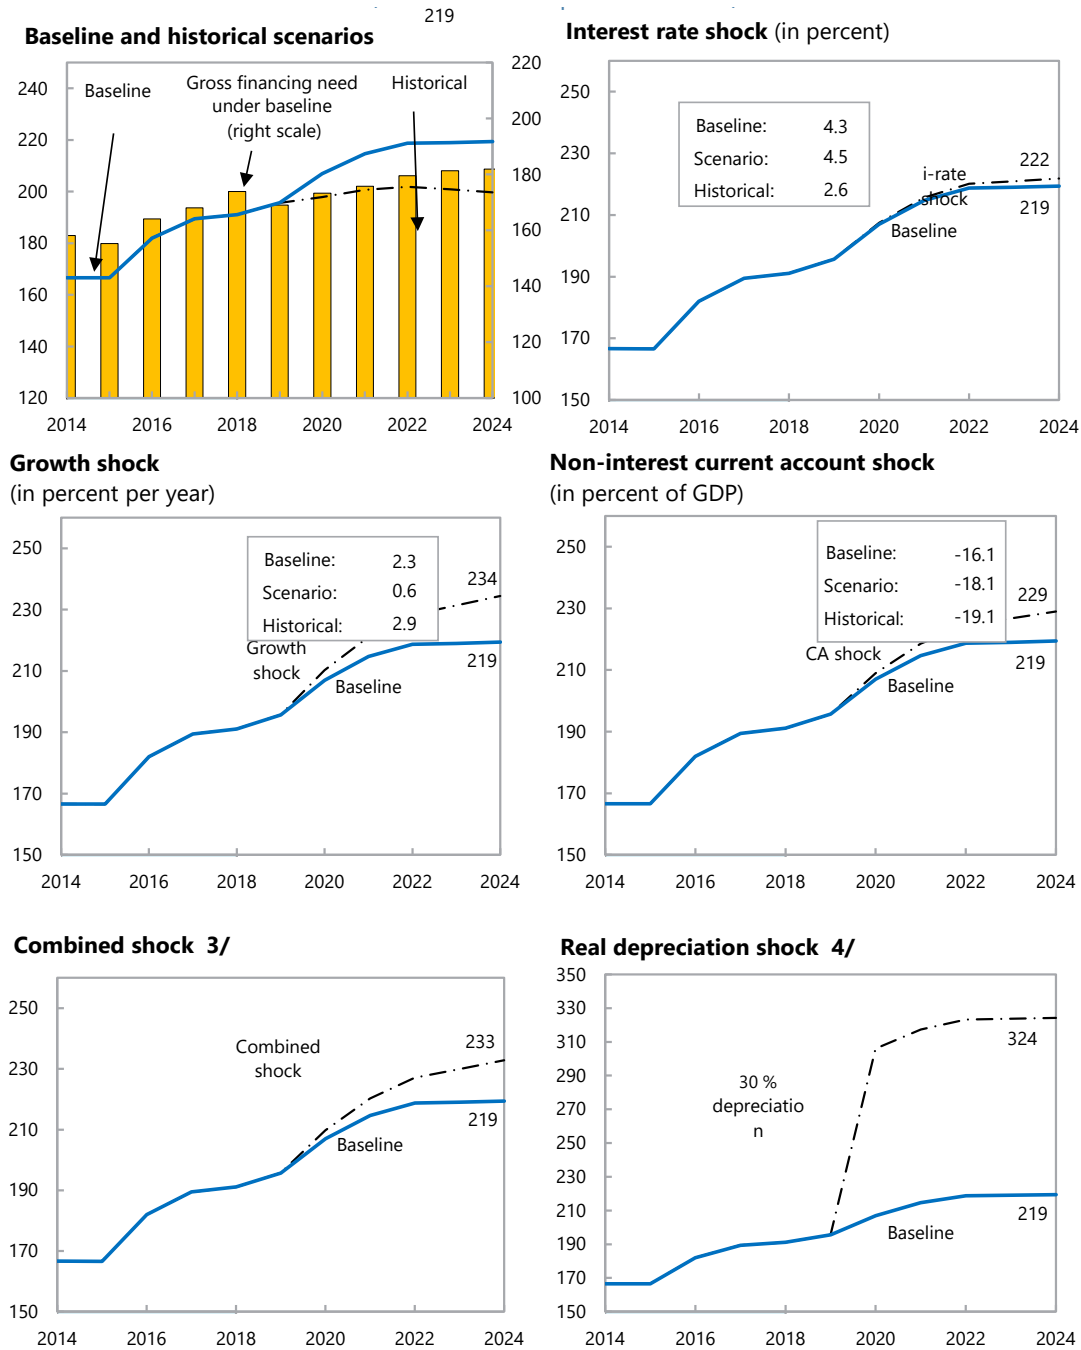 219
Baseline and historical scenarios
240
220
200
180
160
140
120
220
200
180
160
140
120
100
Baseline
Gross financing need
under baseline
(right scale)
Historical
2014 2016 2018 2020 2022 2024
Interest rate shock (in percent)
250
230
210
190
170
150
Baseline: 4.3
Scenario: 4.5
Historical: 2.6
i-rate
shock
222
219
Baseline
2014 2016 2018 2020 2022 2024
Growth shock
(in percent per year)
250
230
210
190
170
150
Baseline: 2.3
Scenario: 0.6
Historical: 2.9
Growth
shock
234
219
Baseline
2014 2016 2018 2020 2022 2024
Non-interest current account shock
(in percent of GDP)
250
230
210
190
170
150
Baseline: -16.1
Scenario: -18.1
Historical: -19.1
CA shock
229
219
Baseline
2014 2016 2018 2020 2022 2024
Combined shock 3/
250
230
210
190
170
150
Combined
shock
233
219
Baseline
2014 2016 2018 2020 2022 2024
Real depreciation shock 4/
350
330
310
290
270
250
230
210
190
170
150
30 %
depreciatio
n
324
219
Baseline
2014 2016 2018 2020 2022 2024